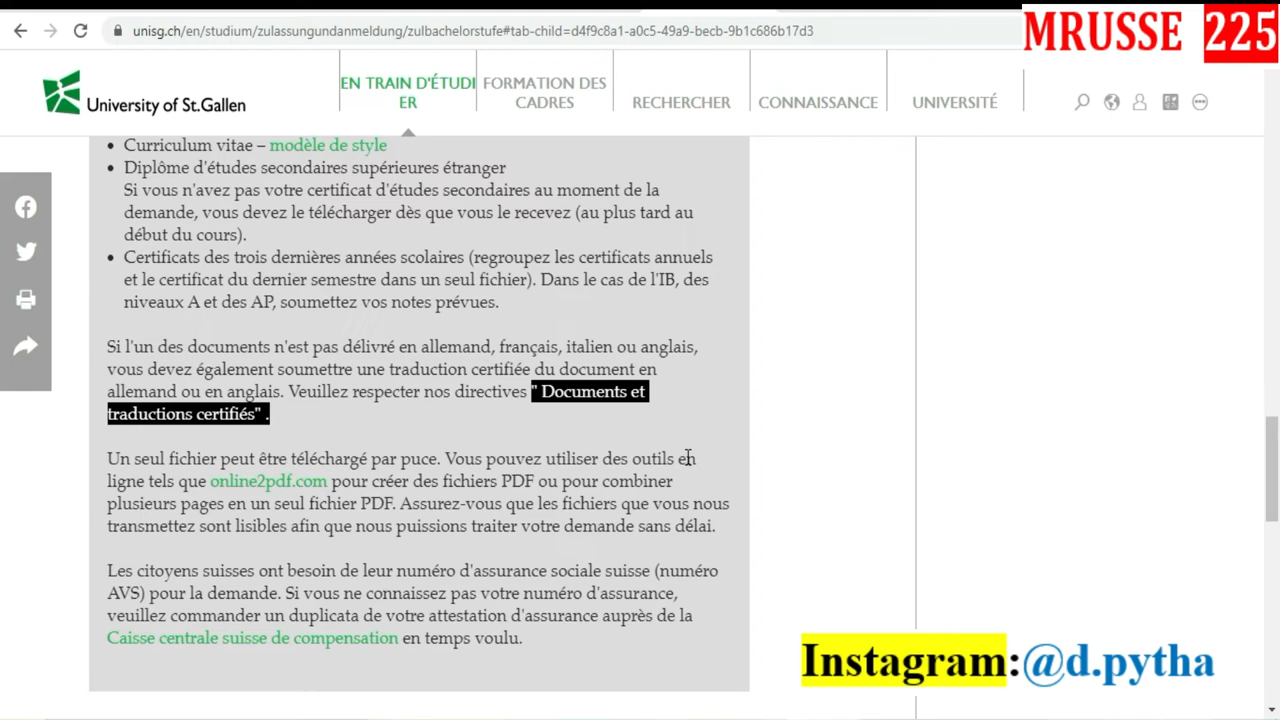 unisg.ch/en/studium/zulassungundanmeldung/zulbachelorstufe#tab-child=d4f9c8a1-a0c5-49a9-becb-9b1c686b17d3
MRUSSE 225
University of St.Gallen
EN TRAIN D'ÉTUDI
ER
FORMATION DES
CADRES
RECHERCHER
CONNAISSANCE
UNIVERSITÉ
• Curriculum vitae – modèle de style
• Diplôme d'études secondaires supérieures étranger
Si vous n'avez pas votre certificat d'études secondaires au moment de la
demande, vous devez le télécharger dès que vous le recevez (au plus tard au
début du cours).
• Certificats des trois dernières années scolaires (regroupez les certificats annuels
et le certificat du dernier semestre dans un seul fichier). Dans le cas de l'IB, des
niveaux A et des AP, soumettez vos notes prévues.
Si l'un des documents n'est pas délivré en allemand, français, italien ou anglais,
vous devez également soumettre une traduction certifiée du document en
allemand ou en anglais. Veuillez respecter nos directives " Documents et
traductions certifiés" .
Un seul fichier peut être téléchargé par puce. Vous pouvez utiliser des outils en
ligne tels que online2pdf.com pour créer des fichiers PDF ou pour combiner
plusieurs pages en un seul fichier PDF. Assurez-vous que les fichiers que vous nous
transmettez sont lisibles afin que nous puissions traiter votre demande sans délai.
Les citoyens suisses ont besoin de leur numéro d'assurance sociale suisse (numéro
AVS) pour la demande. Si vous ne connaissez pas votre numéro d'assurance,
veuillez commander un duplicata de votre attestation d'assurance auprès de la
Caisse centrale suisse de compensation en temps voulu.
Instagram:@d.pytha